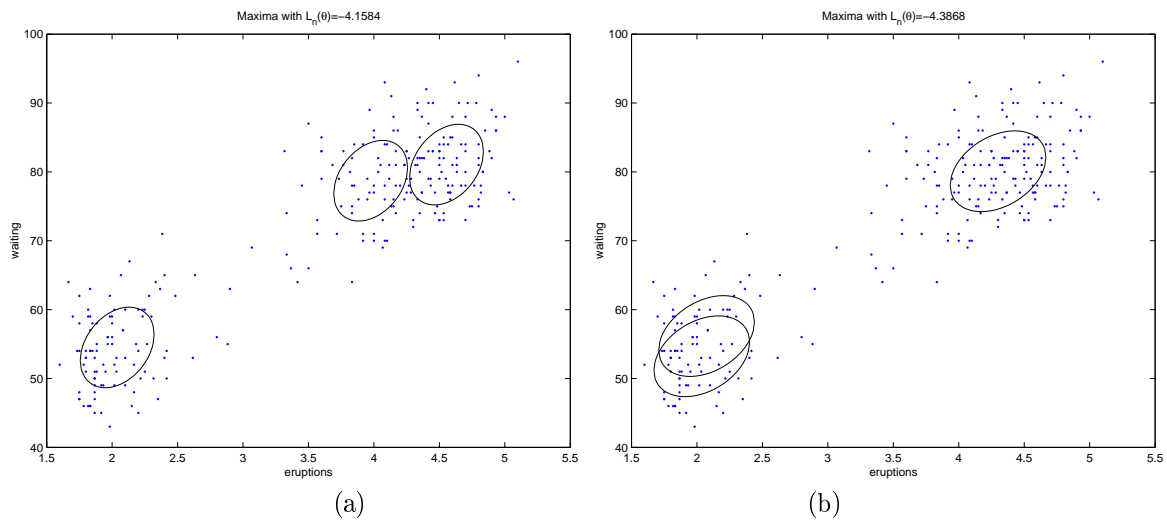 Maxima with L_n(θ)=−4.1584
100
90
80
70
60
50
40
waiting
1.5 2 2.5 3 3.5 4 4.5 5 5.5
eruptions
(a)
Maxima with L_n(θ)=−4.3868
100
90
80
70
60
50
40
waiting
1.5 2 2.5 3 3.5 4 4.5 5 5.5
eruptions
(b)